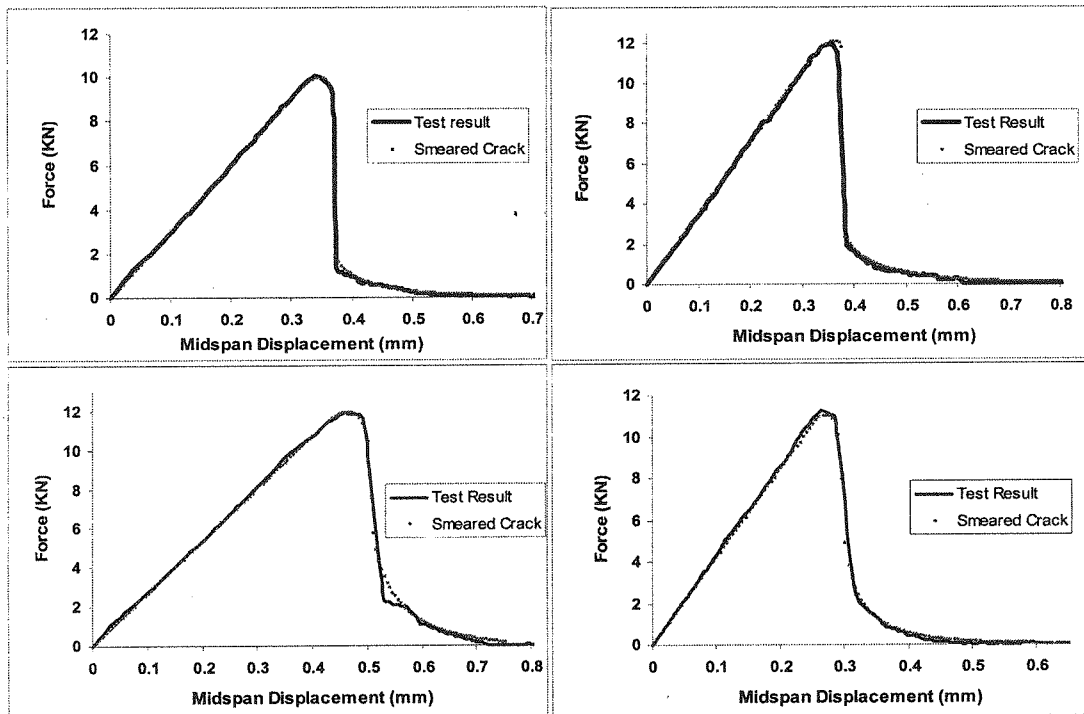 12
10
8
6
4
2
0
Force (KN)
Test result
Smeared Crack
0 0.1 0.2 0.3 0.4 0.5 0.6 0.7
Midspan Displacement (mm)
12
10
8
6
4
2
0
Force (KN)
Test Result
Smeared Crack
0 0.1 0.2 0.3 0.4 0.5 0.6 0.7 0.8
Midspan Displacement (mm)
12
10
8
6
4
2
0
Force (KN)
Test Result
Smeared Crack
0 0.1 0.2 0.3 0.4 0.5 0.6 0.7 0.8
Midspan Displacement (mm)
12
10
8
6
4
2
0
Force (KN)
Test Result
Smeared Crack
0 0.1 0.2 0.3 0.4 0.5 0.6
Midspan Displacement (mm)